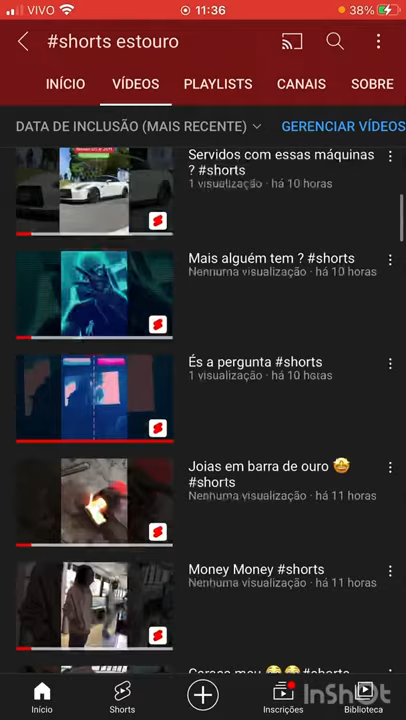 VIVO 11:36 38%
#shorts estouro
INÍCIO VÍDEOS PLAYLISTS CANAIS SOBRE
DATA DE INCLUSÃO (MAIS RECENTE) GERENCIAR VÍDEOS
Servidos com essas máquinas
? #shorts
1 visualização · há 10 horas
Mais alguém tem ? #shorts
Nenhuma visualização · há 10 horas
És a pergunta #shorts
1 visualização · há 10 horas
Joias em barra de ouro 🤩
#shorts
Nenhuma visualização · há 11 horas
Money Money #shorts
Nenhuma visualização · há 11 horas
#shorts
Início Shorts Inscrições Biblioteca
InShot